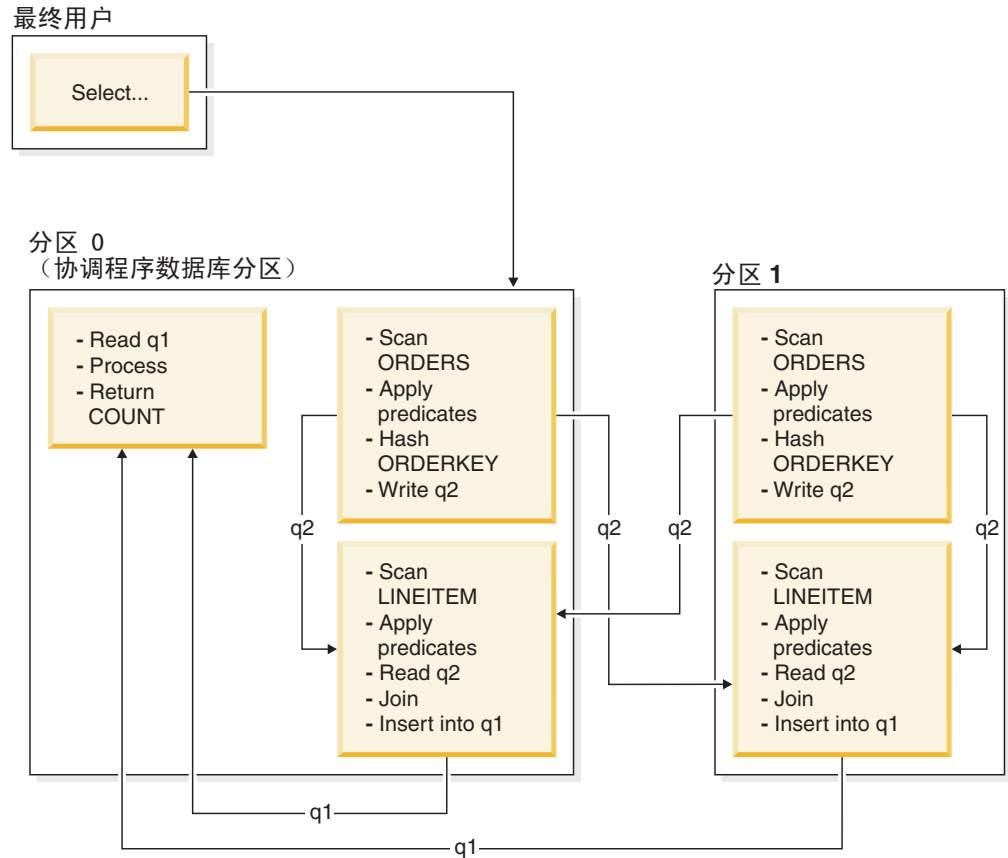 最终用户
Select...
分区 0
（协调程序数据库分区）
- Read q1
- Process
- Return
COUNT
- Scan
ORDERS
- Apply
predicates
- Hash
ORDERKEY
- Write q2
q2
q2
- Scan
LINEITEM
- Apply
predicates
- Read q2
- Join
- Insert into q1
分区 1
- Scan
ORDERS
- Apply
predicates
- Hash
ORDERKEY
- Write q2
q2
q2
- Scan
LINEITEM
- Apply
predicates
- Read q2
- Join
- Insert into q1
q1
q1